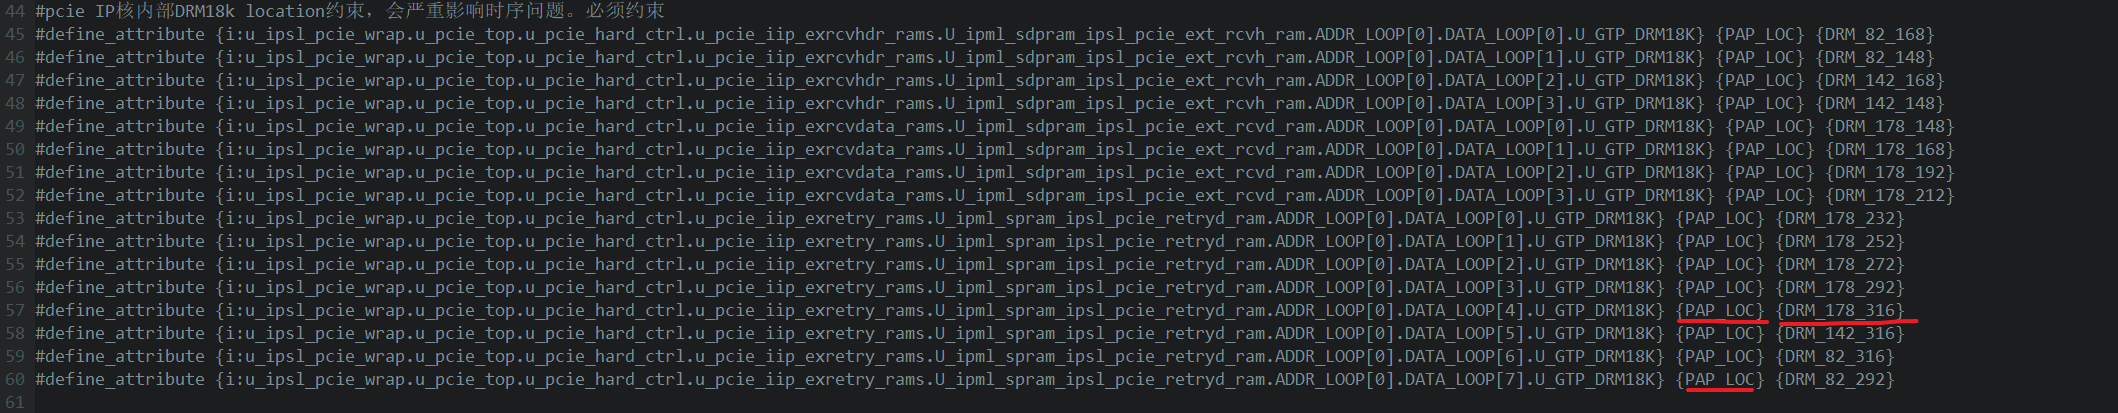 44 #pcie IP核内部DRM18k location约束，会严重影响时序问题。必须约束
45 #define_attribute {i:u_ipsl_pcie_wrap.u_pcie_top.u_pcie_hard_ctrl.u_pcie_iip_exrcvhdr_rams.U_ipml_sdpram_ipsl_pcie_ext_rcvh_ram.ADDR_LOOP[0].DATA_LOOP[0].U_GTP_DRM18K} {PAP_LOC} {DRM_82_168}
46 #define_attribute {i:u_ipsl_pcie_wrap.u_pcie_top.u_pcie_hard_ctrl.u_pcie_iip_exrcvhdr_rams.U_ipml_sdpram_ipsl_pcie_ext_rcvh_ram.ADDR_LOOP[0].DATA_LOOP[1].U_GTP_DRM18K} {PAP_LOC} {DRM_82_148}
47 #define_attribute {i:u_ipsl_pcie_wrap.u_pcie_top.u_pcie_hard_ctrl.u_pcie_iip_exrcvhdr_rams.U_ipml_sdpram_ipsl_pcie_ext_rcvh_ram.ADDR_LOOP[0].DATA_LOOP[2].U_GTP_DRM18K} {PAP_LOC} {DRM_142_168}
48 #define_attribute {i:u_ipsl_pcie_wrap.u_pcie_top.u_pcie_hard_ctrl.u_pcie_iip_exrcvhdr_rams.U_ipml_sdpram_ipsl_pcie_ext_rcvh_ram.ADDR_LOOP[0].DATA_LOOP[3].U_GTP_DRM18K} {PAP_LOC} {DRM_142_148}
49 #define_attribute {i:u_ipsl_pcie_wrap.u_pcie_top.u_pcie_hard_ctrl.u_pcie_iip_exrcvdata_rams.U_ipml_sdpram_ipsl_pcie_ext_rcvd_ram.ADDR_LOOP[0].DATA_LOOP[0].U_GTP_DRM18K} {PAP_LOC} {DRM_178_148}
50 #define_attribute {i:u_ipsl_pcie_wrap.u_pcie_top.u_pcie_hard_ctrl.u_pcie_iip_exrcvdata_rams.U_ipml_sdpram_ipsl_pcie_ext_rcvd_ram.ADDR_LOOP[0].DATA_LOOP[1].U_GTP_DRM18K} {PAP_LOC} {DRM_178_168}
51 #define_attribute {i:u_ipsl_pcie_wrap.u_pcie_top.u_pcie_hard_ctrl.u_pcie_iip_exrcvdata_rams.U_ipml_sdpram_ipsl_pcie_ext_rcvd_ram.ADDR_LOOP[0].DATA_LOOP[2].U_GTP_DRM18K} {PAP_LOC} {DRM_178_192}
52 #define_attribute {i:u_ipsl_pcie_wrap.u_pcie_top.u_pcie_hard_ctrl.u_pcie_iip_exrcvdata_rams.U_ipml_sdpram_ipsl_pcie_ext_rcvd_ram.ADDR_LOOP[0].DATA_LOOP[3].U_GTP_DRM18K} {PAP_LOC} {DRM_178_212}
53 #define_attribute {i:u_ipsl_pcie_wrap.u_pcie_top.u_pcie_hard_ctrl.u_pcie_iip_exretry_rams.U_ipml_spram_ipsl_pcie_retryd_ram.ADDR_LOOP[0].DATA_LOOP[0].U_GTP_DRM18K} {PAP_LOC} {DRM_178_232}
54 #define_attribute {i:u_ipsl_pcie_wrap.u_pcie_top.u_pcie_hard_ctrl.u_pcie_iip_exretry_rams.U_ipml_spram_ipsl_pcie_retryd_ram.ADDR_LOOP[0].DATA_LOOP[1].U_GTP_DRM18K} {PAP_LOC} {DRM_178_252}
55 #define_attribute {i:u_ipsl_pcie_wrap.u_pcie_top.u_pcie_hard_ctrl.u_pcie_iip_exretry_rams.U_ipml_spram_ipsl_pcie_retryd_ram.ADDR_LOOP[0].DATA_LOOP[2].U_GTP_DRM18K} {PAP_LOC} {DRM_178_272}
56 #define_attribute {i:u_ipsl_pcie_wrap.u_pcie_top.u_pcie_hard_ctrl.u_pcie_iip_exretry_rams.U_ipml_spram_ipsl_pcie_retryd_ram.ADDR_LOOP[0].DATA_LOOP[3].U_GTP_DRM18K} {PAP_LOC} {DRM_178_292}
57 #define_attribute {i:u_ipsl_pcie_wrap.u_pcie_top.u_pcie_hard_ctrl.u_pcie_iip_exretry_rams.U_ipml_spram_ipsl_pcie_retryd_ram.ADDR_LOOP[0].DATA_LOOP[4].U_GTP_DRM18K} {PAP_LOC} {DRM_178_316}
58 #define_attribute {i:u_ipsl_pcie_wrap.u_pcie_top.u_pcie_hard_ctrl.u_pcie_iip_exretry_rams.U_ipml_spram_ipsl_pcie_retryd_ram.ADDR_LOOP[0].DATA_LOOP[5].U_GTP_DRM18K} {PAP_LOC} {DRM_142_316}
59 #define_attribute {i:u_ipsl_pcie_wrap.u_pcie_top.u_pcie_hard_ctrl.u_pcie_iip_exretry_rams.U_ipml_spram_ipsl_pcie_retryd_ram.ADDR_LOOP[0].DATA_LOOP[6].U_GTP_DRM18K} {PAP_LOC} {DRM_82_316}
60 #define_attribute {i:u_ipsl_pcie_wrap.u_pcie_top.u_pcie_hard_ctrl.u_pcie_iip_exretry_rams.U_ipml_spram_ipsl_pcie_retryd_ram.ADDR_LOOP[0].DATA_LOOP[7].U_GTP_DRM18K} {PAP_LOC} {DRM_82_292}
61